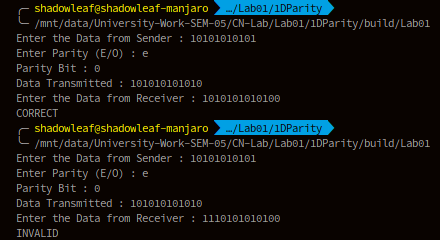 shadowleaf@shadowleaf-manjaro …/Lab01/1DParity
/mnt/data/University-Work-SEM-05/CN-Lab/Lab01/1DParity/build/Lab01
Enter the Data from Sender : 10101010101
Enter Parity (E/O) : e
Parity Bit : 0
Data Transmitted : 101010101010
Enter the Data from Receiver : 1010101010100
CORRECT
shadowleaf@shadowleaf-manjaro …/Lab01/1DParity
/mnt/data/University-Work-SEM-05/CN-Lab/Lab01/1DParity/build/Lab01
Enter the Data from Sender : 10101010101
Enter Parity (E/O) : e
Parity Bit : 0
Data Transmitted : 101010101010
Enter the Data from Receiver : 1110101010100
INVALID